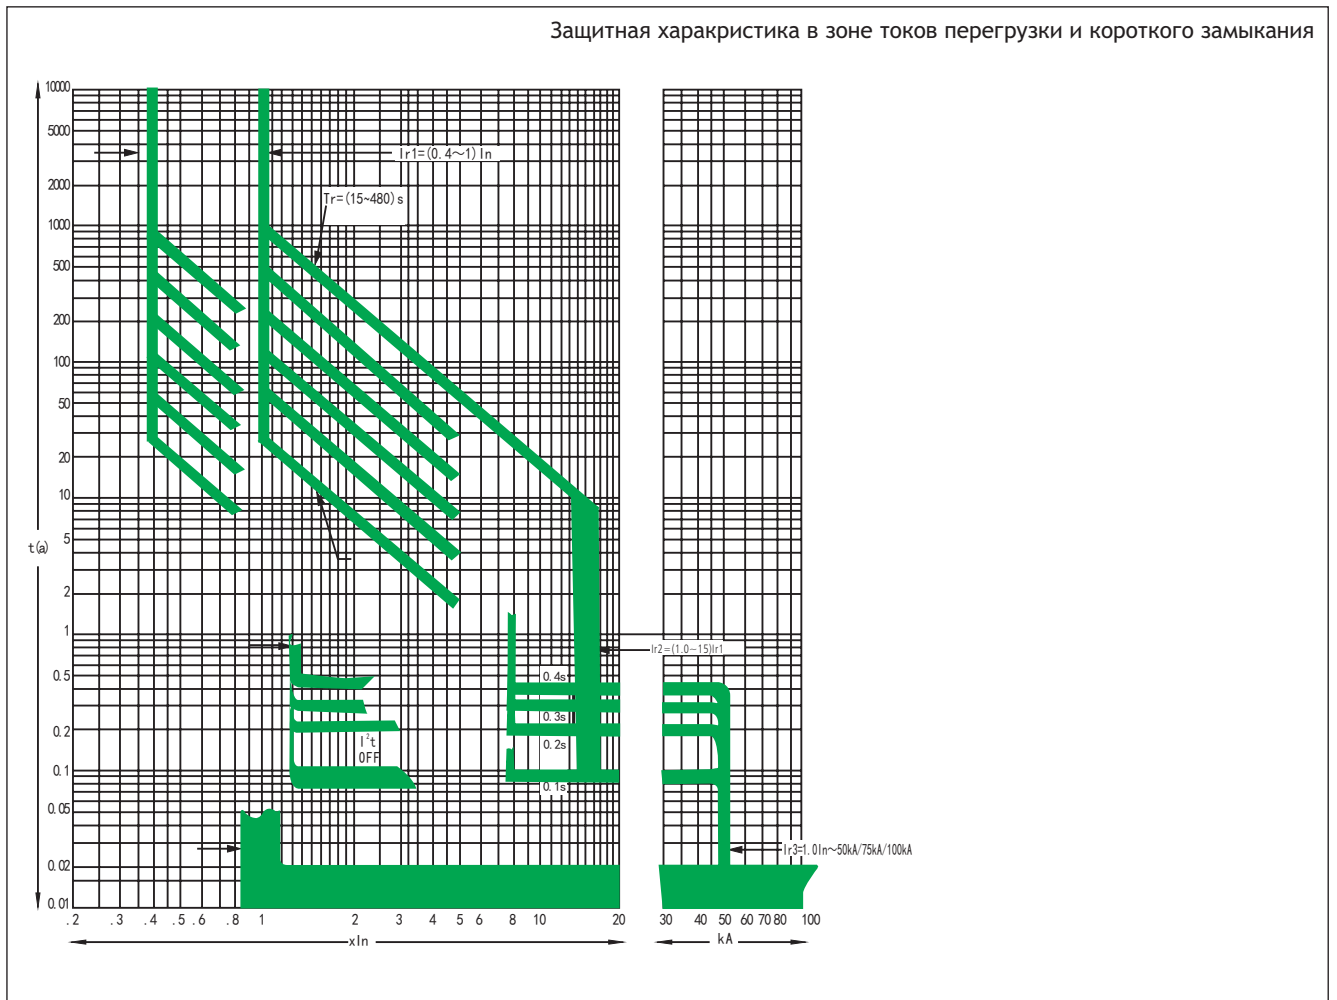 Защитная харакристика в зоне токов перегрузки и короткого замыкания
10000
5000
2000
1000
500
200
100
50
20
10
5
2
1
0.5
0.2
0.1
0.05
0.02
0.01
t(a)
Ir1=(0.4～1)In
Tr=(15~480)s
Ir2=(1.0—15)Ir1
0.4s
0.3s
0.2s
0.1s
I²t
OFF
Ir3=1.0In～50kA/75kA/100kA
.2 .3 .4 .5 .6 .8 1 2 3 4 5 6 8 10 20
30 40 50 60 70 80 100
xIn
kA